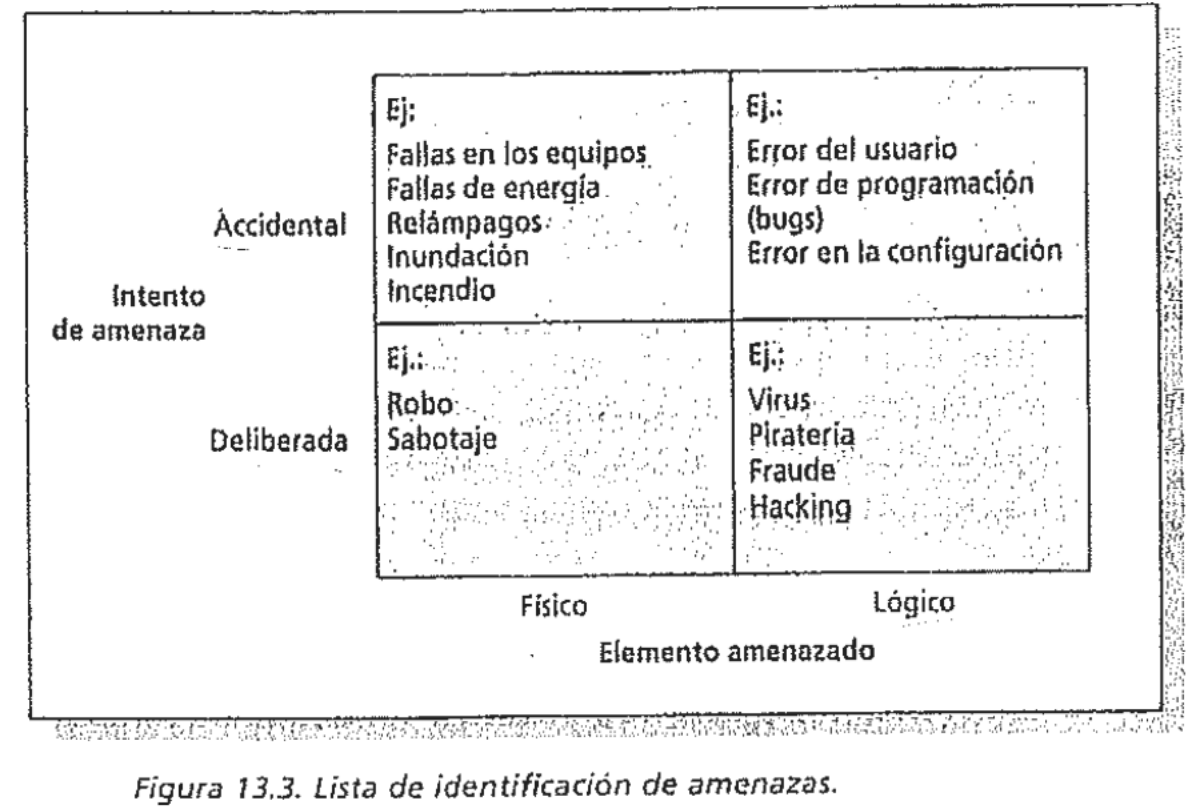 Ej:
Fallas en los equipos
Fallas de energía
Relámpagos
Inundación
Incendio
Ej.:
Error del usuario
Error de programación
(bugs)
Error en la configuración
Accidental
Intento
de amenaza
Ej.:
Robo
Sabotaje
Ej.:
Virus
Piratería
Fraude
Hacking
Deliberada
Físico
Lógico
Elemento amenazado
Figura 13.3. Lista de identificación de amenazas.